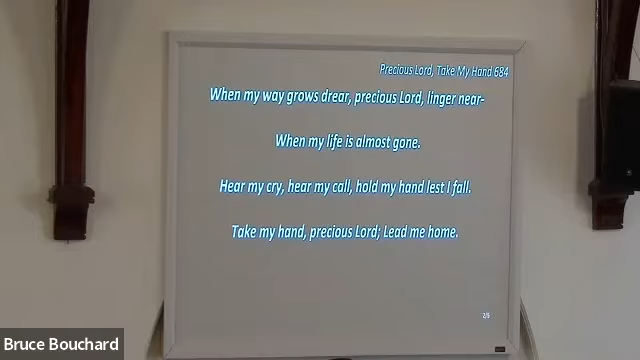 Precious Lord, Take My Hand 684
When my way grows drear, precious Lord, linger near-
When my life is almost gone.
Hear my cry, hear my call, hold my hand lest I fall.
Take my hand, precious Lord; Lead me home.
Bruce Bouchard